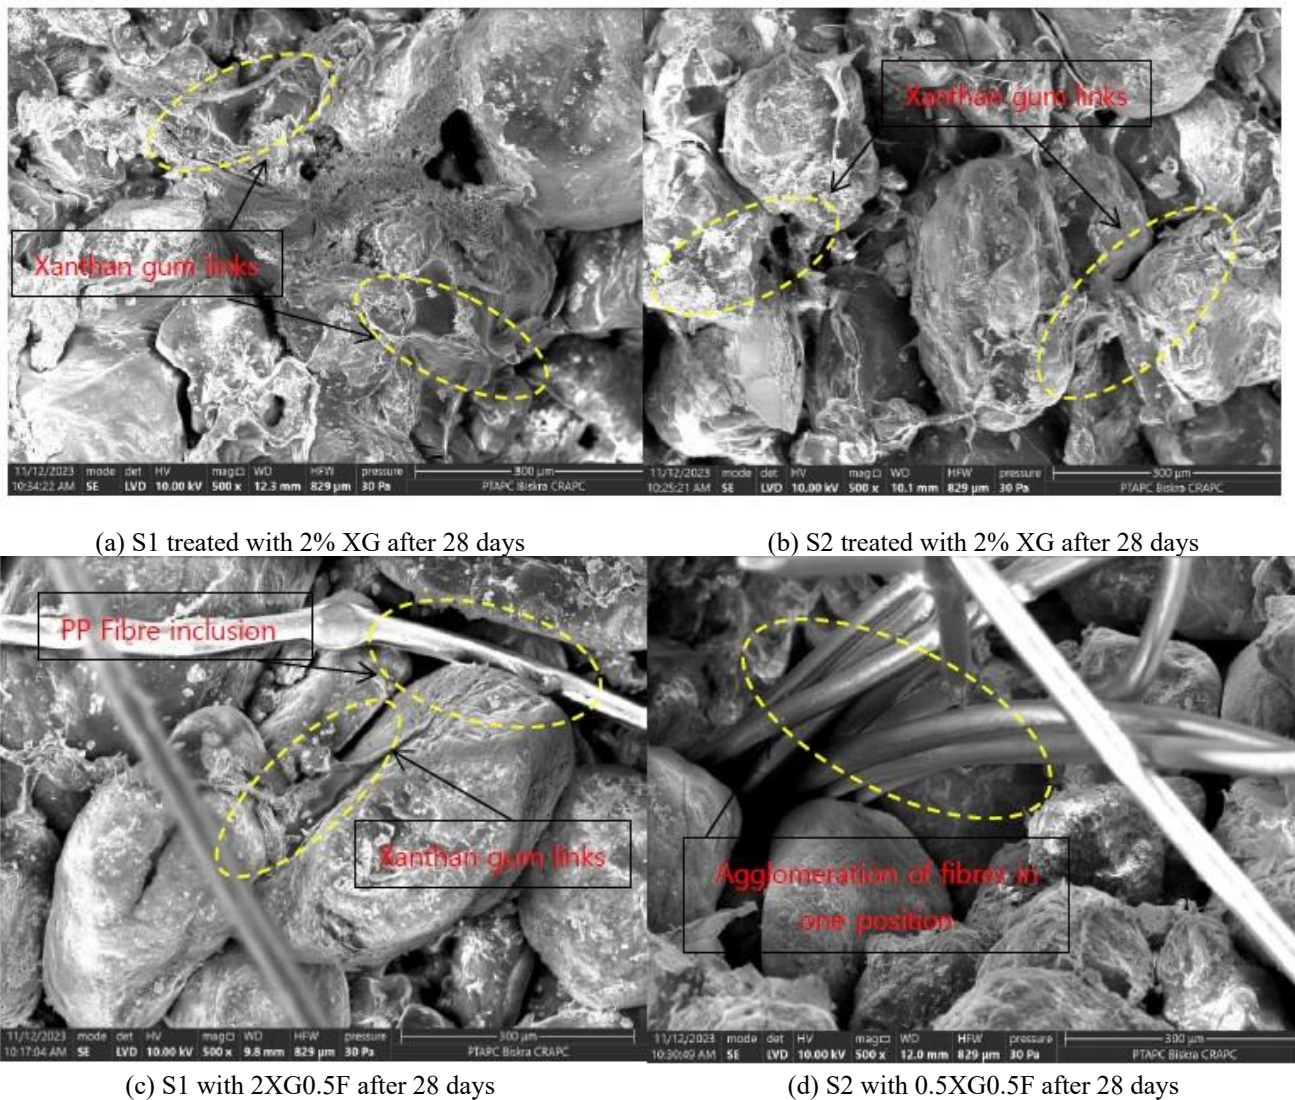 Xanthan gum links
11/12/2023 mode det HV mag□ WD HFW pressure 300 µm
10:34:22 AM SE LVD 10.00 kV 500 x 12.3 mm 829 µm 30 Pa PTAPC Biskra CRAPC
Xanthan gum links
11/12/2023 mode det HV mag□ WD HFW pressure 300 µm
10:25:21 AM SE LVD 10.00 kV 500 x 10.1 mm 829 µm 30 Pa PTAPC Biskra CRAPC
(a) S1 treated with 2% XG after 28 days
(b) S2 treated with 2% XG after 28 days
PP Fibre inclusion
Xanthan gum links
11/12/2023 mode det HV mag□ WD HFW pressure 300 µm
10:17:04 AM SE LVD 10.00 kV 500 x 9.8 mm 829 µm 30 Pa PTAPC Biskra CRAPC
Agglomeration of fibres in
one position
11/12/2023 mode det HV mag□ WD HFW pressure 300 µm
10:30:49 AM SE LVD 10.00 kV 500 x 12.0 mm 829 µm 30 Pa PTAPC Biskra CRAPC
(c) S1 with 2XG0.5F after 28 days
(d) S2 with 0.5XG0.5F after 28 days